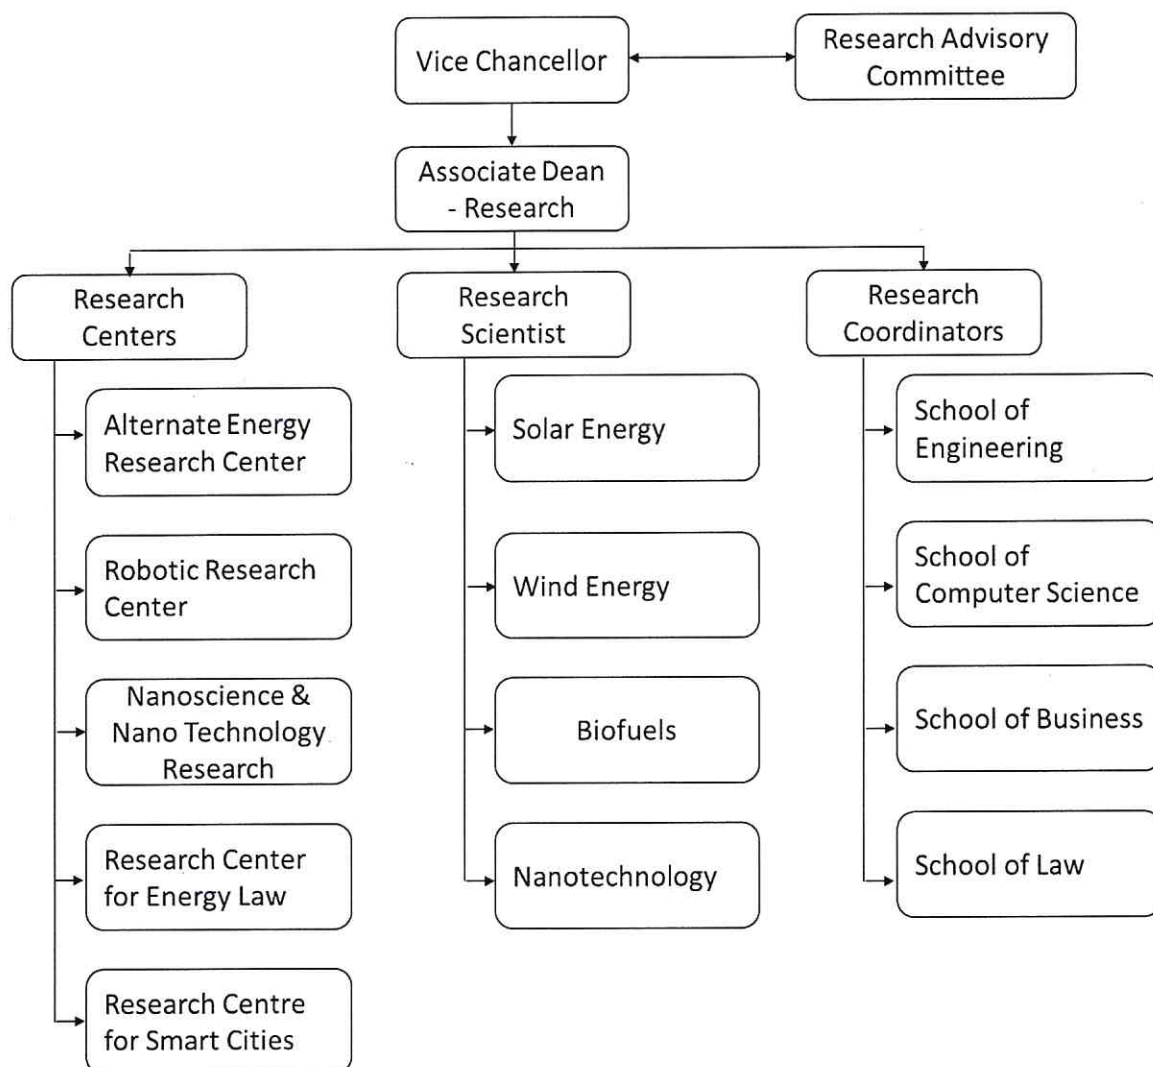 Vice Chancellor
Research Advisory
Committee
Associate Dean
- Research
Research
Centers
Research
Scientist
Research
Coordinators
Alternate Energy
Research Center
Robotic Research
Center
Nanoscience &
Nano Technology
Research
Research Center
for Energy Law
Research Centre
for Smart Cities
Solar Energy
Wind Energy
Biofuels
Nanotechnology
School of
Engineering
School of
Computer Science
School of Business
School of Law